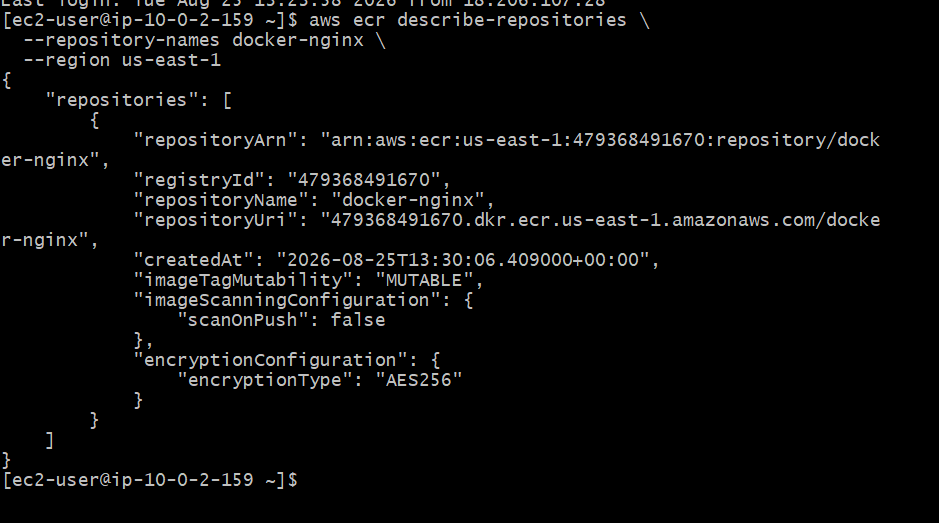 Last login: Tue Aug 25 13:25:58 2026 from 18.206.107.28
[ec2-user@ip-10-0-2-159 ~]$ aws ecr describe-repositories \
  --repository-names docker-nginx \
  --region us-east-1
{
    "repositories": [
        {
            "repositoryArn": "arn:aws:ecr:us-east-1:479368491670:repository/dock
er-nginx",
            "registryId": "479368491670",
            "repositoryName": "docker-nginx",
            "repositoryUri": "479368491670.dkr.ecr.us-east-1.amazonaws.com/docke
r-nginx",
            "createdAt": "2026-08-25T13:30:06.409000+00:00",
            "imageTagMutability": "MUTABLE",
            "imageScanningConfiguration": {
                "scanOnPush": false
            },
            "encryptionConfiguration": {
                "encryptionType": "AES256"
            }
        }
    ]
}
[ec2-user@ip-10-0-2-159 ~]$